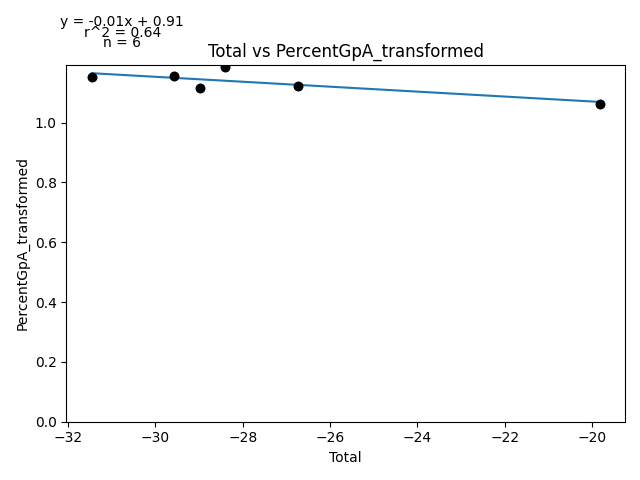 y = -0.01x + 0.91
r^2 = 0.64
n = 6
Total vs PercentGpA_transformed
PercentGpA_transformed
1.0
0.8
0.6
0.4
0.2
0.0
−32
−30
−28
−26
−24
−22
−20
Total